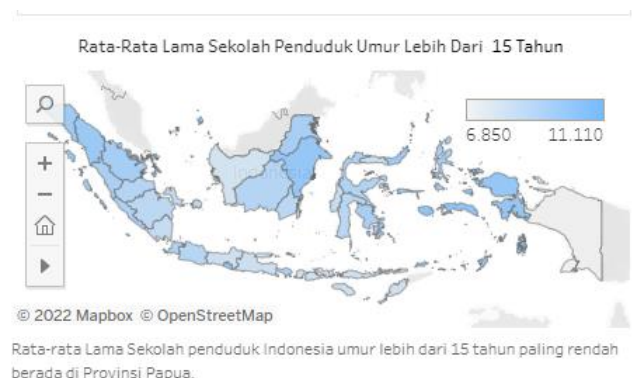 Rata-Rata Lama Sekolah Penduduk Umur Lebih Dari 15 Tahun
6.850 11.110
© 2022 Mapbox © OpenStreetMap
Rata-rata Lama Sekolah penduduk Indonesia umur lebih dari 15 tahun paling rendah
berada di Provinsi Papua.